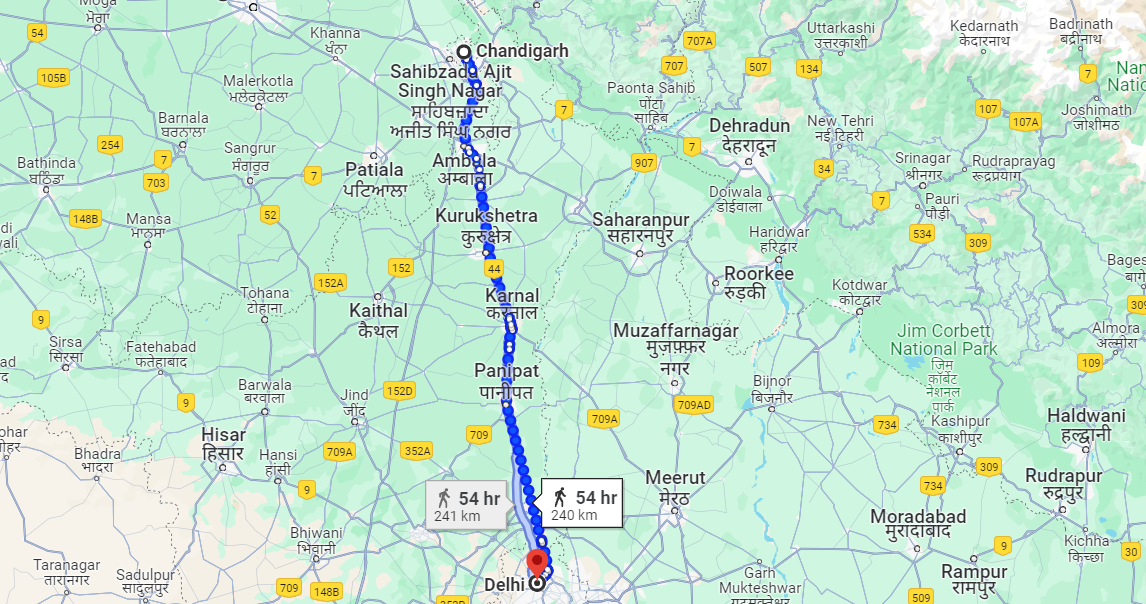 Moga
ਮੋਗਾ
54
105B
Khanna
ਖੰਨਾ
Chandigarh
Sahibzada Ajit
Singh Nagar
ਸਾਹਿਬਜ਼ਾਦਾ
ਅਜੀਤ ਸਿੰਘ ਨਗਰ
Malerkotla
ਮਲੇਰਕੋਟਲਾ
Barnala
ਬਰਨਾਲਾ
254
7
703
Sangrur
ਸੰਗਰੂਰ
7
Bathinda
ਬਠਿੰਡਾ
Patiala
ਪਟਿਆਲਾ
Ambala
अम्बाला
148B
Mansa
ਮਾਨਸਾ
52
Kurukshetra
कुरुक्षेत्र
152
152A
44
Tohana
टोहाना
Kaithal
कैथल
Karnal
करनाल
9
Sirsa
सिरसा
Fatehabad
फतेहाबाद
Panipat
पानीपत
Barwala
बरवाला
Jind
जींद
152D
9
Hisar
हिसार
Hansi
हांसी
709A
352A
709
Bhadra
भादरा
9
Bhiwani
भिवानी
54 hr
241 km
54 hr
240 km
Taranagar
तारानगर
Sadulpur
सादुलपुर
709
148B
Delhi
707A
707
507
134
Uttarkashi
उत्तरकाशी
Kedarnath
केदारनाथ
Badrinath
बद्रीनाथ
7
Paonta Sahib
पोंटा
साहिब
7
107
107A
Joshimath
जोशीमठ
Dehradun
देहरादून
7
907
New Tehri
नई टिहरी
34
Srinagar
श्रीनगर
Rudraprayag
रूद्रप्रयाग
Doiwala
डोईवाला
7
Pauri
पौड़ी
534
309
Saharanpur
सहारनपुर
Haridwar
हरिद्वार
Roorkee
रुड़की
Kotdwar
कोटद्वार
Muzaffarnagar
मुजफ़्फ़र
नगर
Jim Corbett
National Park
जिम
कॉर्बेट
नेशनल
पार्क
Almora
अल्मोरा
109
Bijnor
बिजनौर
709A
709AD
734
Kashipur
काशीपुर
Haldwani
हल्द्वानी
309
734
Rudrapur
रुद्रपुर
Meerut
मेरठ
Moradabad
मुरादाबाद
9
Kichha
किच्छा
30
Rampur
रामपुर
Garh
Mukteshwar
509